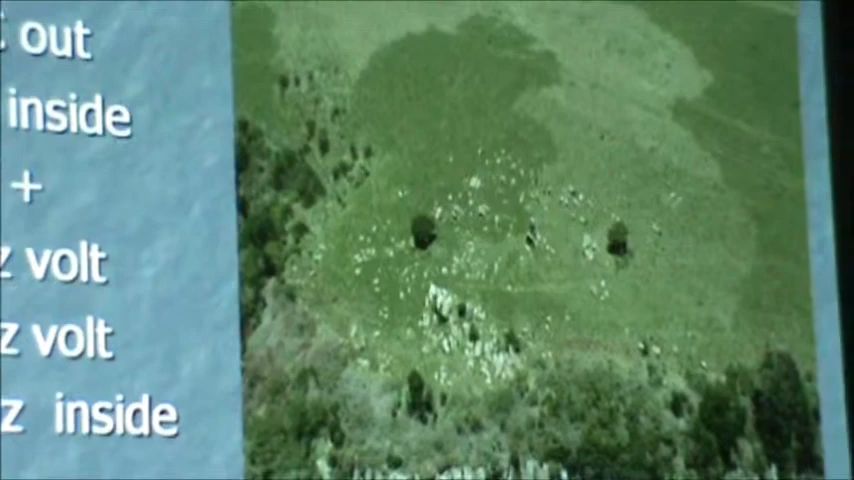 out
inside
+
z volt
z volt
z inside